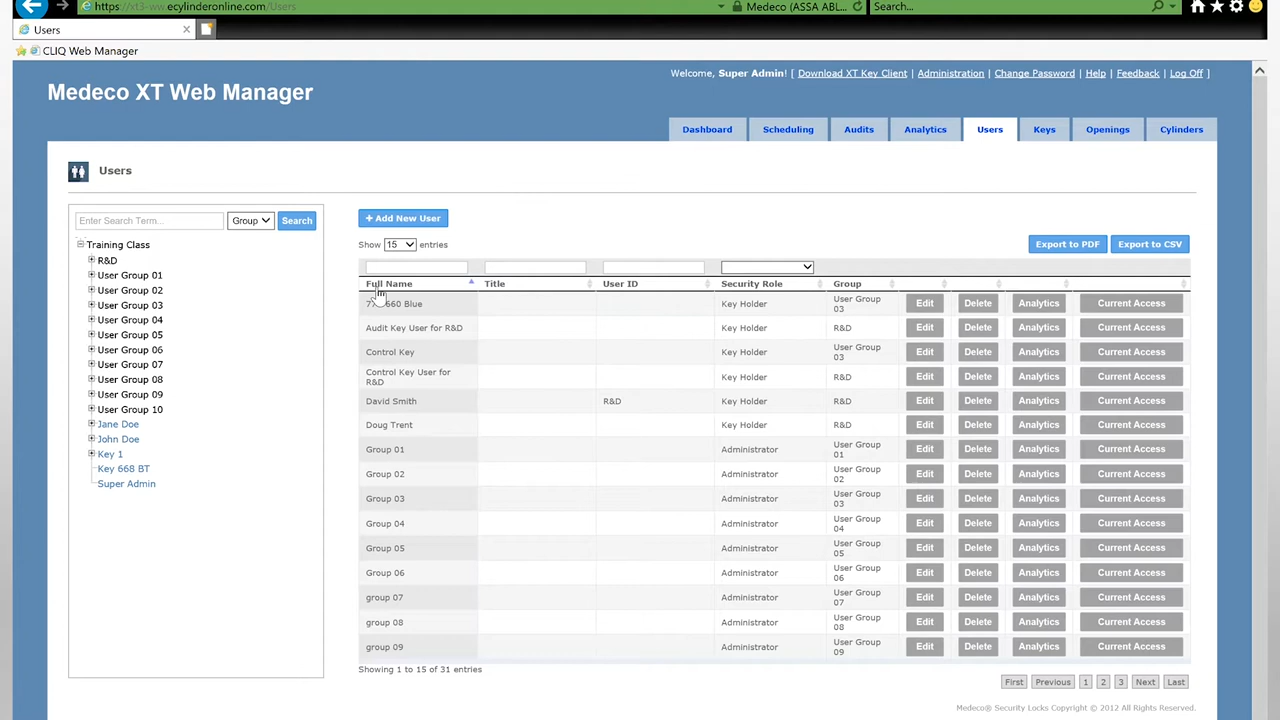 https://xt3-ww.ecylinderonline.com/Users
Medeco (ASSA ABL...
Search...
Users
CLIQ Web Manager
Welcome, Super Admin! [ Download XT Key Client | Administration | Change Password | Help | Feedback | Log Off ]
Medeco XT Web Manager
Dashboard Scheduling Audits Analytics Users Keys Openings Cylinders
Users
Enter Search Term... Group Search
Training Class
R&D
User Group 01
User Group 02
User Group 03
User Group 04
User Group 05
User Group 06
User Group 07
User Group 08
User Group 09
User Group 10
Jane Doe
John Doe
Key 1
Key 668 BT
Super Admin
+ Add New User
Show 15 entries
Export to PDF Export to CSV
Full Name Title User ID Security Role Group
660 Blue Key Holder User Group 03 Edit Delete Analytics Current Access
Audit Key User for R&D Key Holder R&D Edit Delete Analytics Current Access
Control Key Key Holder User Group 03 Edit Delete Analytics Current Access
Control Key User for R&D Key Holder R&D Edit Delete Analytics Current Access
David Smith R&D Key Holder R&D Edit Delete Analytics Current Access
Doug Trent Key Holder R&D Edit Delete Analytics Current Access
Group 01 Administrator User Group 01 Edit Delete Analytics Current Access
Group 02 Administrator User Group 02 Edit Delete Analytics Current Access
Group 03 Administrator User Group 03 Edit Delete Analytics Current Access
Group 04 Administrator User Group 04 Edit Delete Analytics Current Access
Group 05 Administrator User Group 05 Edit Delete Analytics Current Access
Group 06 Administrator User Group 06 Edit Delete Analytics Current Access
group 07 Administrator User Group 07 Edit Delete Analytics Current Access
group 08 Administrator User Group 08 Edit Delete Analytics Current Access
group 09 Administrator User Group 09 Edit Delete Analytics Current Access
Showing 1 to 15 of 31 entries
First Previous 1 2 3 Next Last
Medeco® Security Locks Copyright © 2012 All Rights Reserved.